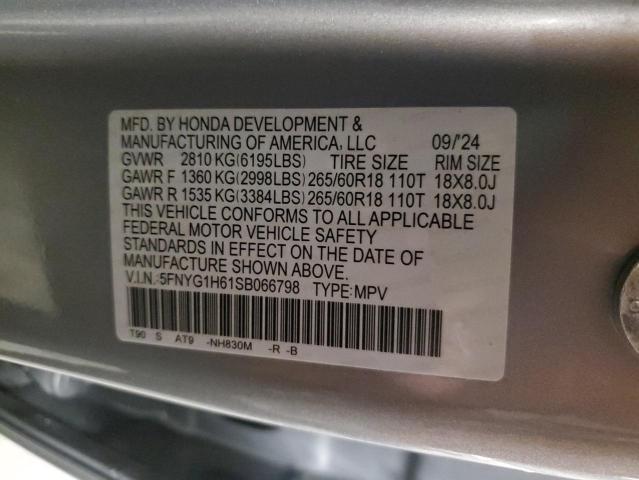 MFD. BY HONDA DEVELOPMENT &
MANUFACTURING OF AMERICA, LLC 09/'24
GVWR 2810 KG(6195LBS) TIRE SIZE RIM SIZE
GAWR F 1360 KG(2998LBS) 265/60R18 110T 18X8.0J
GAWR R 1535 KG(3384LBS) 265/60R18 110T 18X8.0J
THIS VEHICLE CONFORMS TO ALL APPLICABLE
FEDERAL MOTOR VEHICLE SAFETY
STANDARDS IN EFFECT ON THE DATE OF
MANUFACTURE SHOWN ABOVE.
V.I.N.:5FNYG1H61SB066798 TYPE:MPV
T90 S AT9 -NH830M -R -B